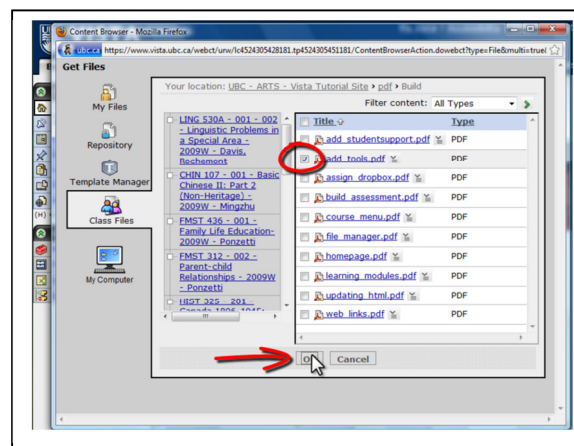 Content Browser - Mozilla Firefox
ubc.ca https://www.vista.ubc.ca/webct/urw/lc4524305428181.tp4524305451181/ContentBrowserAction.dowebct?type=File&multi=true
Get Files
My Files
Repository
Template Manager
Class Files
My Computer
Your location: UBC - ARTS - Vista Tutorial Site › pdf › Build
Filter content: All Types
LING 530A - 001 - 002
- Linguistic Problems in
a Special Area -
2009W - Davis,
Rechemont
CHIN 107 - 001 - Basic
Chinese II: Part 2
(Non-Heritage) -
2009W - Mingzhu
FMST 436 - 001 -
Family Life Education-
2009W - Ponzetti
FMST 312 - 002 -
Parent-child
Relationships - 2009W
- Ponzetti
HIST 325 - 201 -
Title Type
add_studentsupport.pdf PDF
add_tools.pdf PDF
assign_dropbox.pdf PDF
build_assessment.pdf PDF
course_menu.pdf PDF
file_manager.pdf PDF
homepage.pdf PDF
learning_modules.pdf PDF
updating_html.pdf PDF
web_links.pdf PDF
Cancel